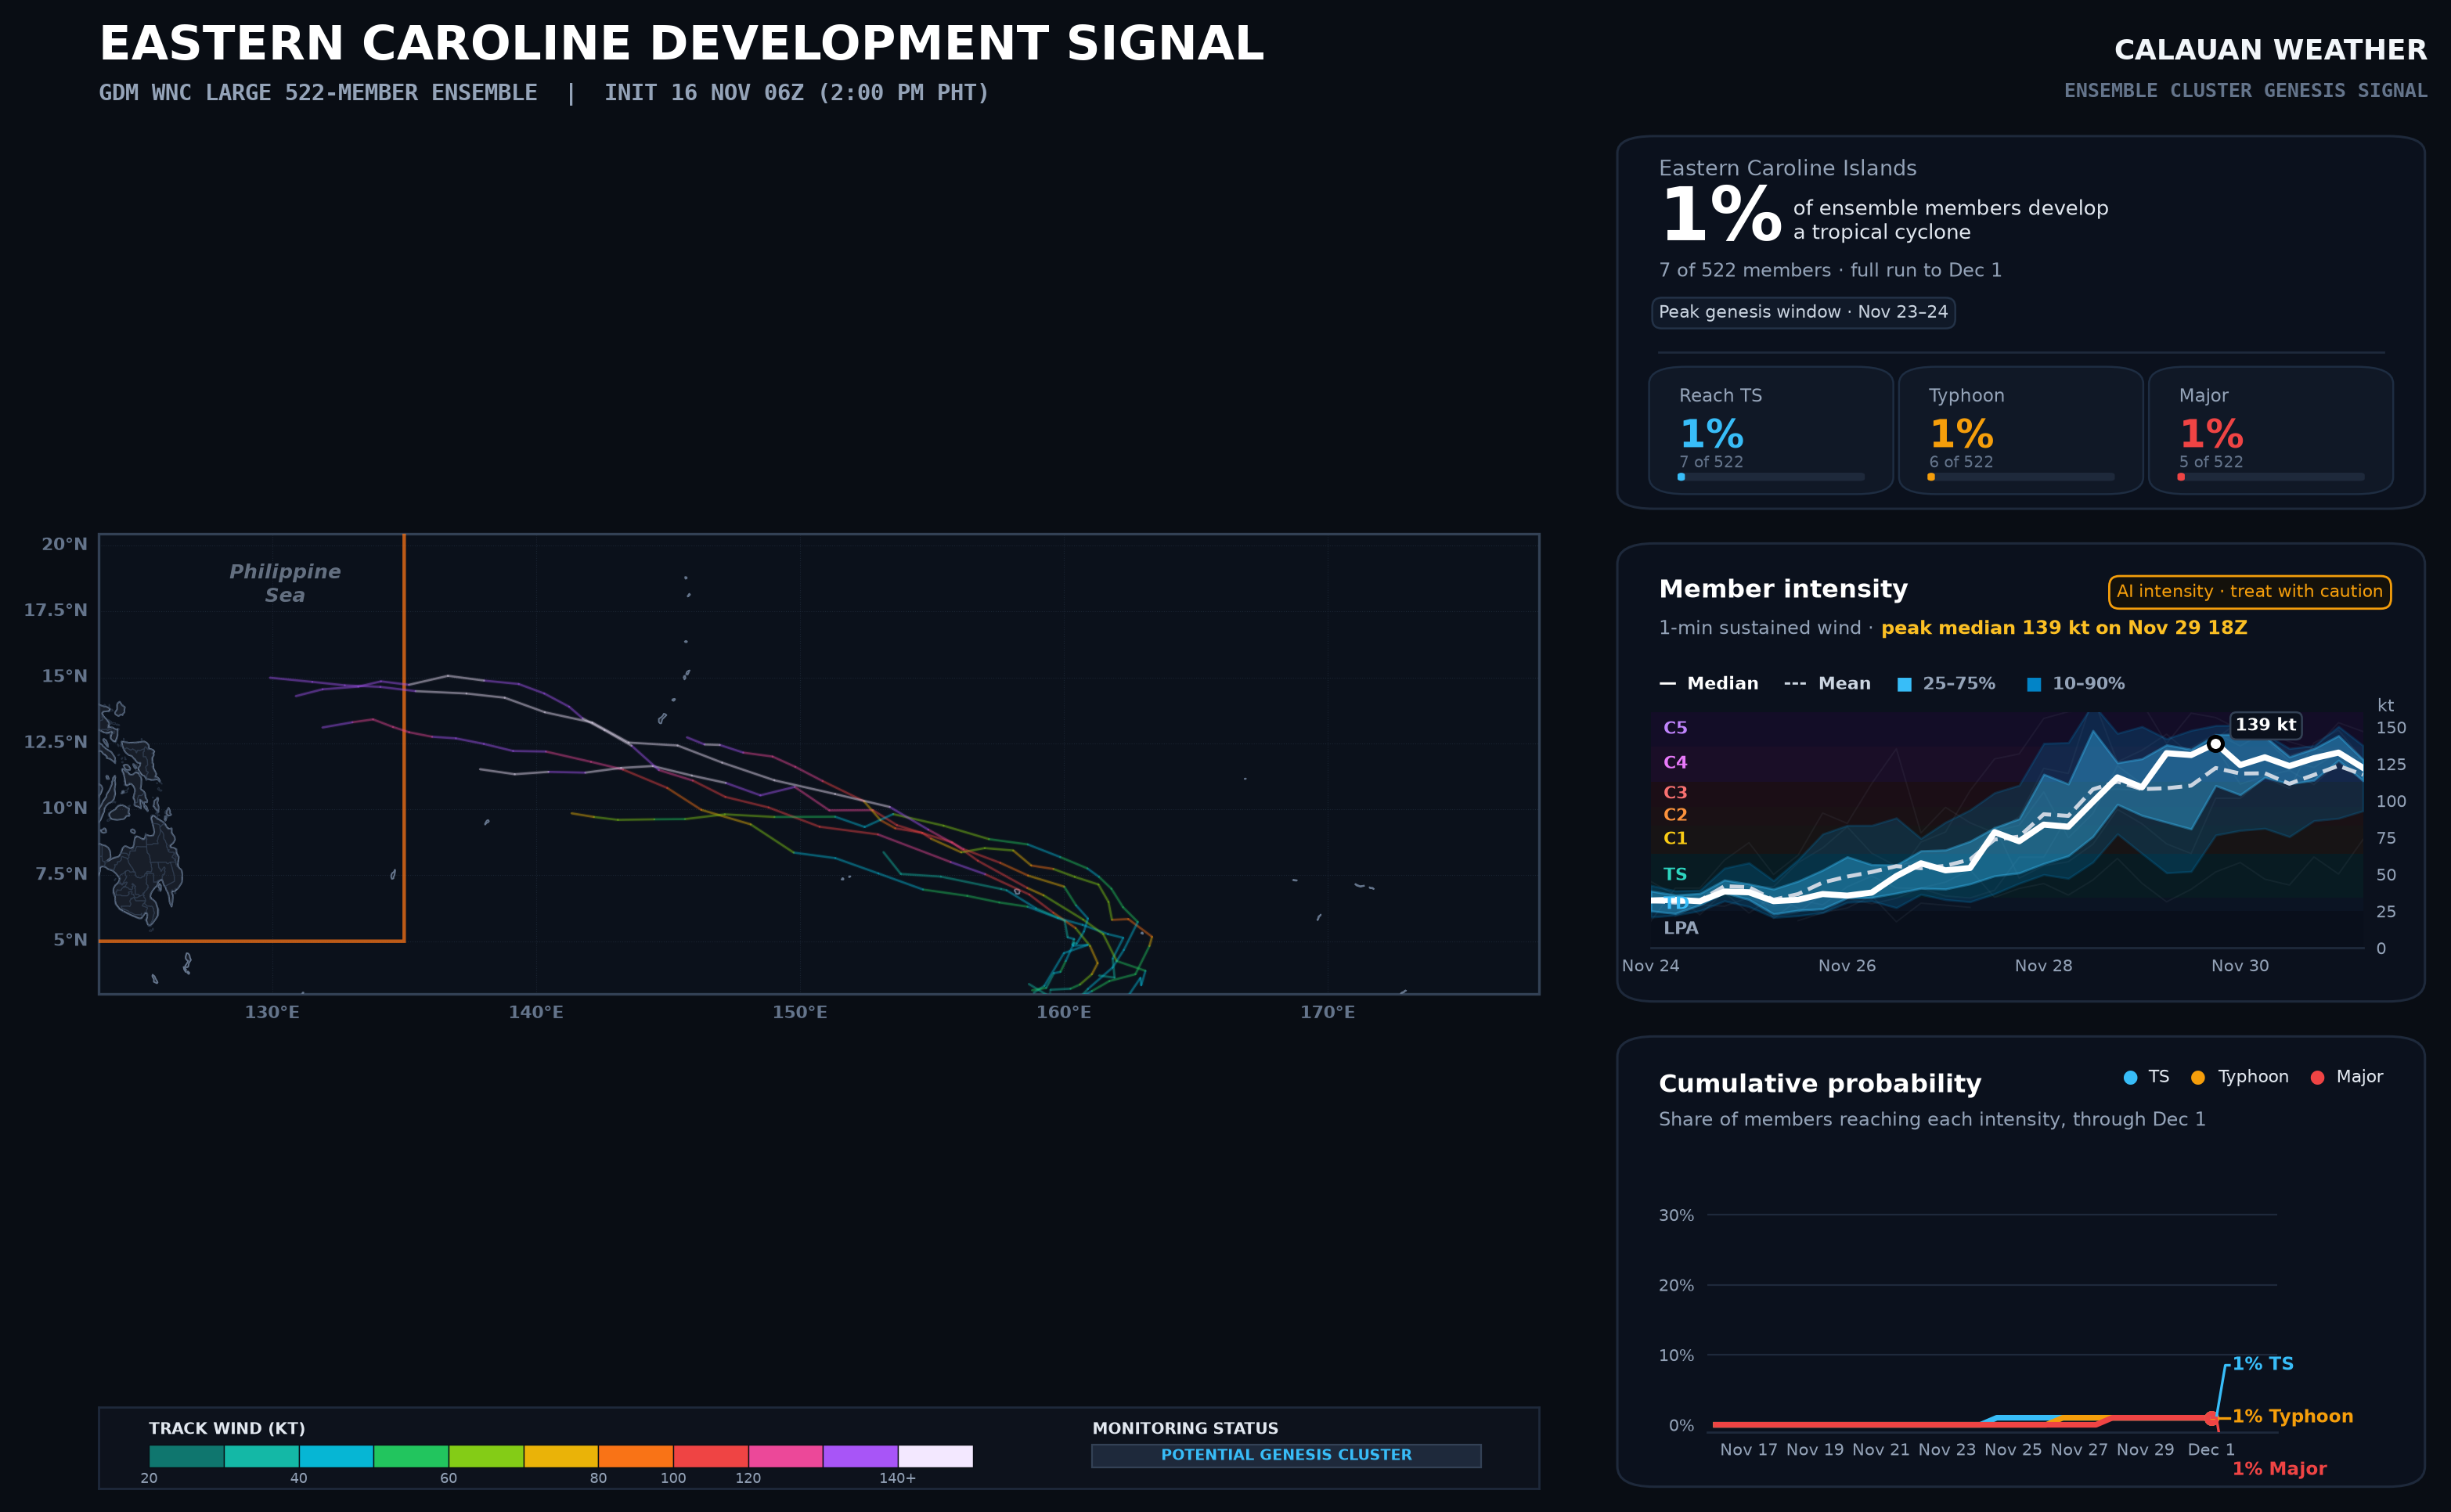 EASTERN CAROLINE DEVELOPMENT SIGNAL
GDM WNC LARGE 522-MEMBER ENSEMBLE | INIT 16 NOV 06Z (2:00 PM PHT)
CALAUAN WEATHER
ENSEMBLE CLUSTER GENESIS SIGNAL
Eastern Caroline Islands
1% of ensemble members develop
a tropical cyclone
7 of 522 members · full run to Dec 1
Peak genesis window · Nov 23–24
Reach TS
1%
7 of 522
Typhoon
1%
6 of 522
Major
1%
5 of 522
20°N
17.5°N
15°N
12.5°N
10°N
7.5°N
5°N
Philippine
Sea
130°E 140°E 150°E 160°E 170°E
Member intensity
AI intensity · treat with caution
1-min sustained wind · peak median 139 kt on Nov 29 18Z
Median Mean 25–75% 10–90%
kt
139 kt
C5
C4
C3
C2
C1
TS
TD
LPA
150
125
100
75
50
25
0
Nov 24 Nov 26 Nov 28 Nov 30
Cumulative probability
TS Typhoon Major
Share of members reaching each intensity, through Dec 1
30%
20%
10%
0%
1% TS
1% Typhoon
1% Major
Nov 17 Nov 19 Nov 21 Nov 23 Nov 25 Nov 27 Nov 29 Dec 1
TRACK WIND (KT)
20 40 60 80 100 120 140+
MONITORING STATUS
POTENTIAL GENESIS CLUSTER